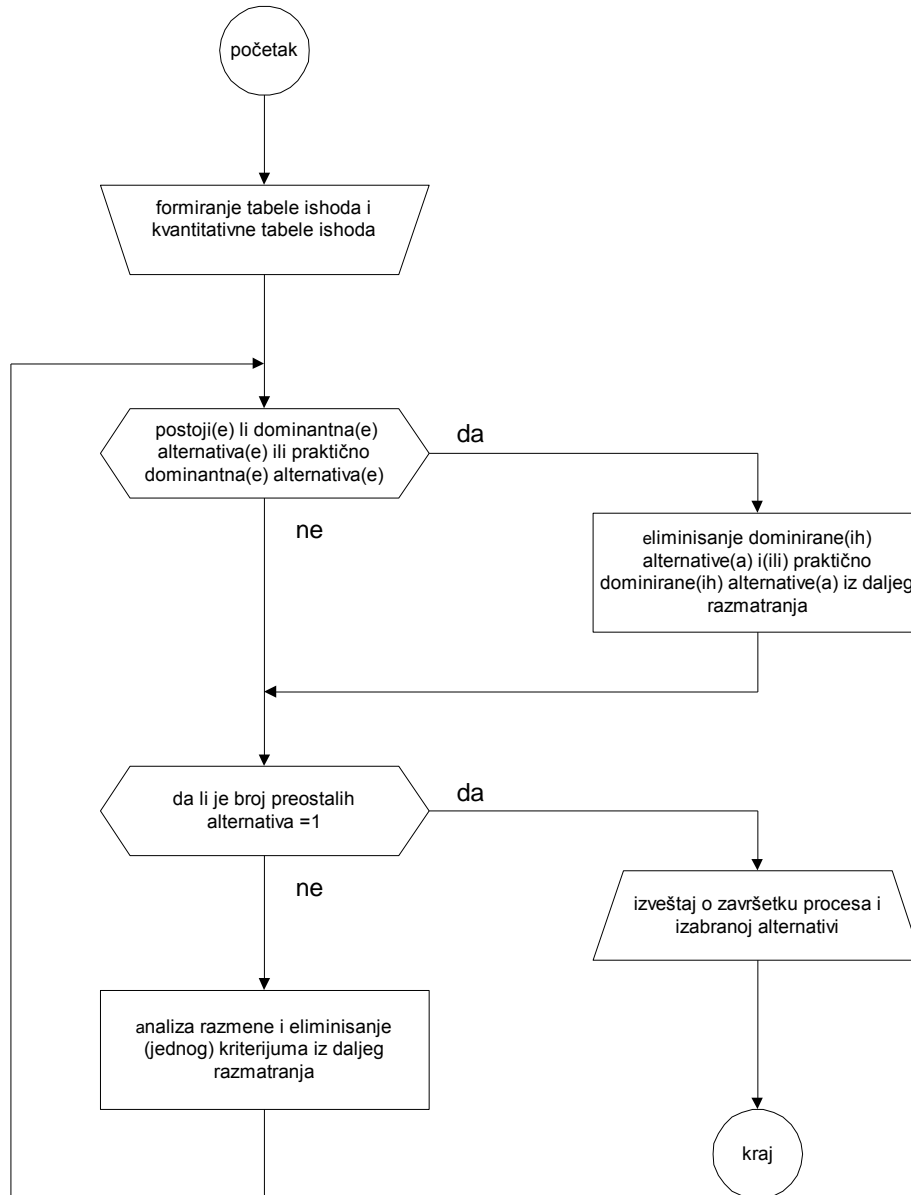 početak
formiranje tabele ishoda i
kvantitativne tabele ishoda
postoji(e) li dominantna(e)
alternativa(e) ili praktično
dominantna(e) alternativa(e)
da
ne
eliminisanje dominirane(ih)
alternative(a) i(ili) praktično
dominirane(ih) alternative(a) iz daljeg
razmatranja
da li je broj preostalih
alternativa =1
da
ne
izveštaj o završetku procesa i
izabranoj alternativi
analiza razmene i eliminisanje
(jednog) kriterijuma iz daljeg
razmatranja
kraj